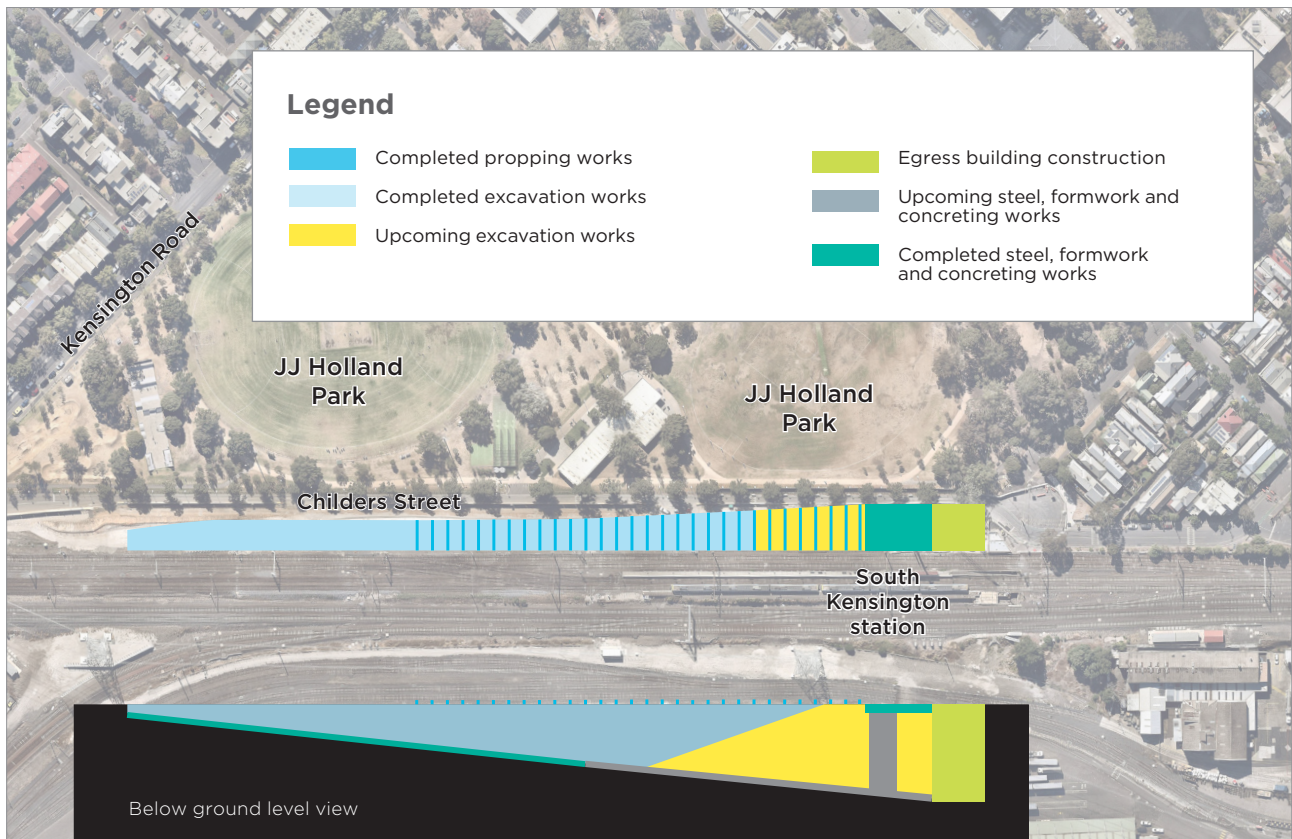 Legend
Completed propping works
Completed excavation works
Upcoming excavation works
Egress building construction
Upcoming steel, formwork and
concreting works
Completed steel, formwork
and concreting works
Kensington Road
JJ Holland
Park
JJ Holland
Park
Childers Street
South
Kensington
station
Below ground level view